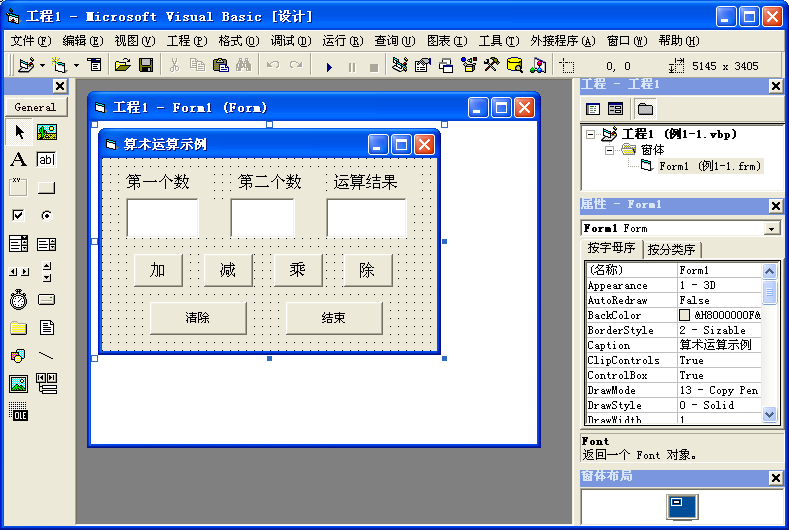 工程1 - Microsoft Visual Basic [设计]
文件(F) 编辑(E) 视图(V) 工程(P) 格式(O) 调试(D) 运行(R) 查询(U) 图表(I) 工具(T) 外接程序(A) 窗口(W) 帮助(H)
0, 0 5145 x 3405
General
A ab|
xy
OLE
工程1 - Form1 (Form)
算术运算示例
第一个数 第二个数 运算结果
加 减 乘 除
清除 结束
工程 - 工程1
工程1 (例1-1.vbp)
窗体
Form1 (例1-1.frm)
属性 - Form1
Form1 Form
按字母序 按分类序
(名称) Form1
Appearance 1 - 3D
AutoRedraw False
BackColor &H8000000F&
BorderStyle 2 - Sizable
Caption 算术运算示例
ClipControls True
ControlBox True
DrawMode 13 - Copy Pen
DrawStyle 0 - Solid
DrawWidth 1
Font
返回一个 Font 对象。
窗体布局